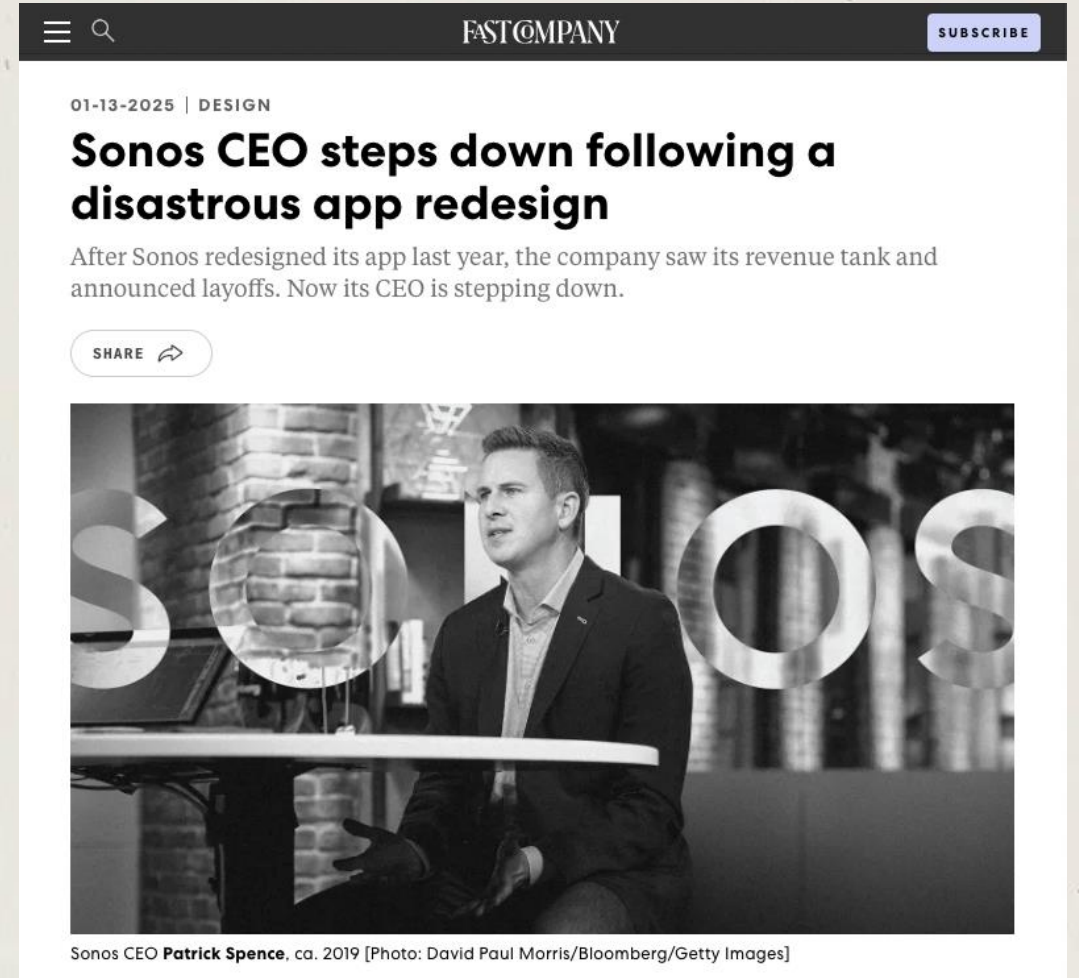 FAST COMPANY
SUBSCRIBE
01-13-2025 | DESIGN
Sonos CEO steps down following a
disastrous app redesign
After Sonos redesigned its app last year, the company saw its revenue tank and
announced layoffs. Now its CEO is stepping down.
SHARE
SONOS
Sonos CEO Patrick Spence, ca. 2019 [Photo: David Paul Morris/Bloomberg/Getty Images]